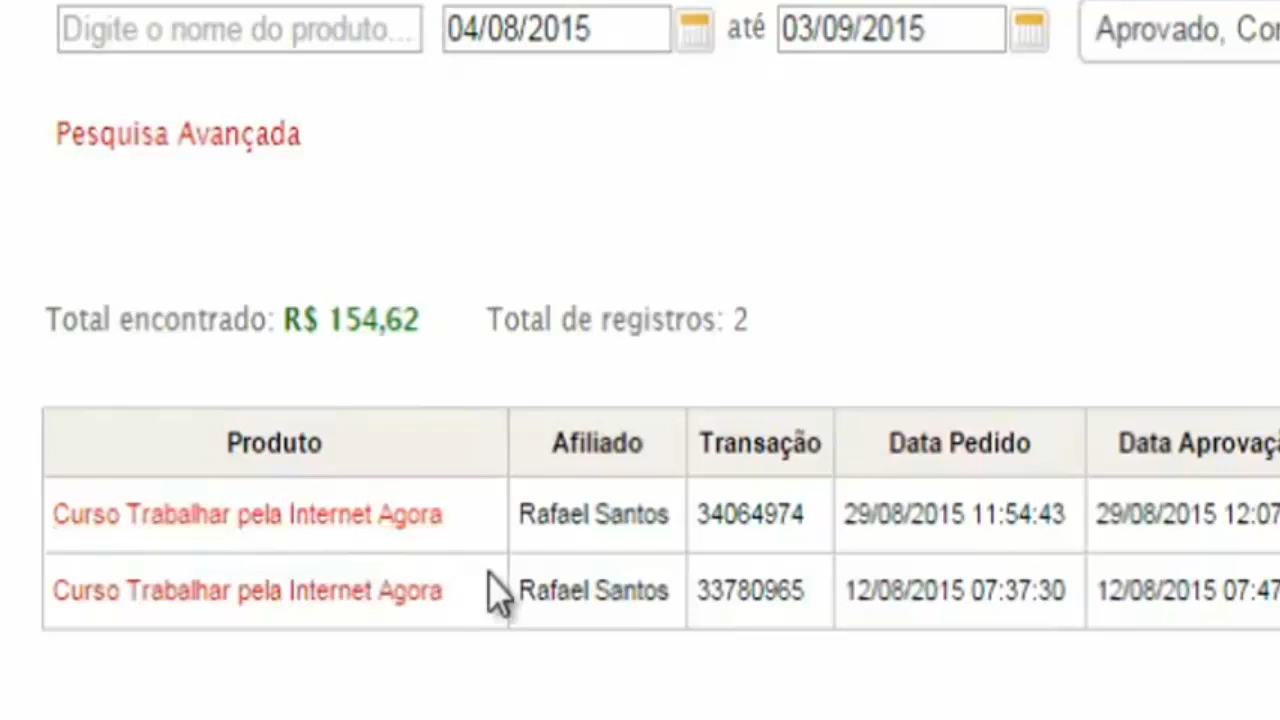 Digite o nome do produto... 04/08/2015 até 03/09/2015 Aprovado,
Pesquisa Avançada
Total encontrado: R$ 154,62 Total de registros: 2
Produto Afiliado Transação Data Pedido Data
Curso Trabalhar pela Internet Agora Rafael Santos 34064974 29/08/2015 11:54:43 29/08/2015 12:07
Curso Trabalhar pela Internet Agora Rafael Santos 33780965 12/08/2015 07:37:30 12/08/2015 07:47